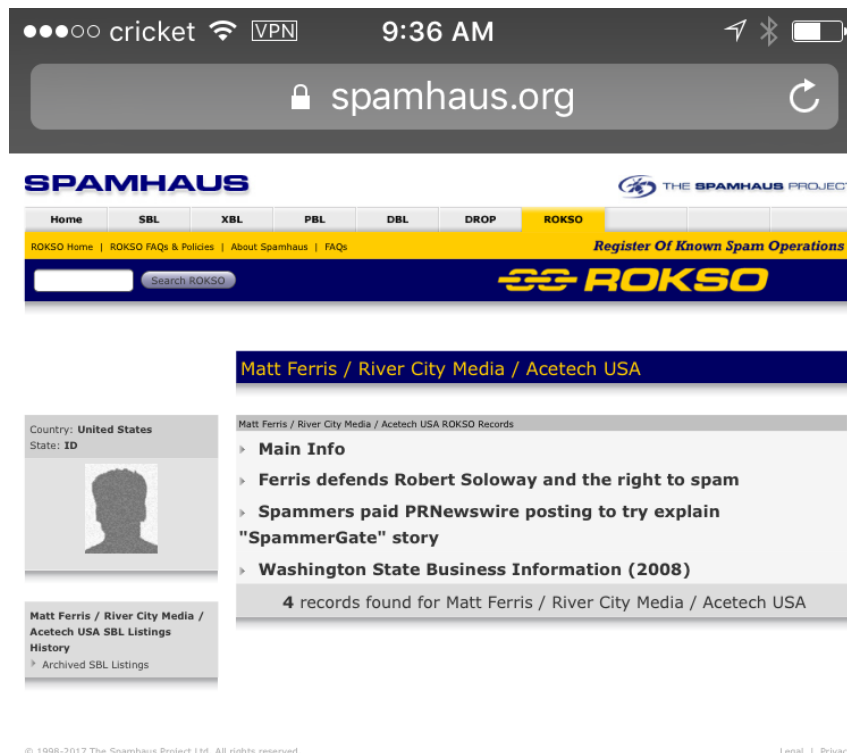 cricket VPN 9:36 AM
spamhaus.org
SPAMHAUS THE SPAMHAUS PROJECT
Home SBL XBL PBL DBL DROP ROKSO
ROKSO Home | ROKSO FAQs & Policies | About Spamhaus | FAQs Register Of Known Spam Operations
Search ROKSO ROKSO
Matt Ferris / River City Media / Acetech USA
Country: United States
State: ID
Matt Ferris / River City Media / Acetech USA ROKSO Records
Main Info
Ferris defends Robert Soloway and the right to spam
Spammers paid PRNewswire posting to try explain
"SpammerGate" story
Washington State Business Information (2008)
4 records found for Matt Ferris / River City Media / Acetech USA
Matt Ferris / River City Media /
Acetech USA SBL Listings
History
Archived SBL Listings
© 1998-2017 The Spamhaus Project Ltd. All rights reserved. Legal | Privac